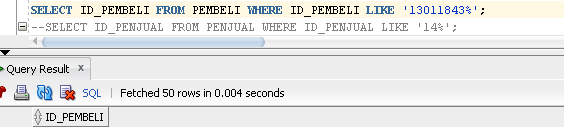 SELECT ID_PEMBELI FROM PEMBELI WHERE ID_PEMBELI LIKE '13011843%';
--SELECT ID_PENJUAL FROM PENJUAL WHERE ID_PENJUAL LIKE '14%';
Query Result x
SQL | Fetched 50 rows in 0.004 seconds
ID_PEMBELI